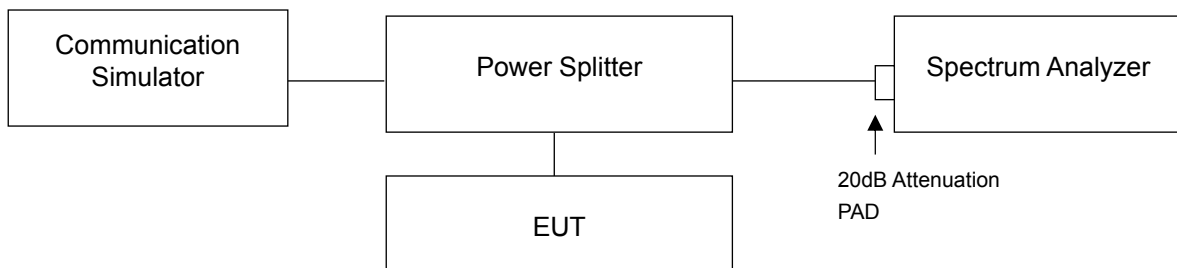 Communication
Simulator
Power Splitter
Spectrum Analyzer
20dB Attenuation
PAD
EUT